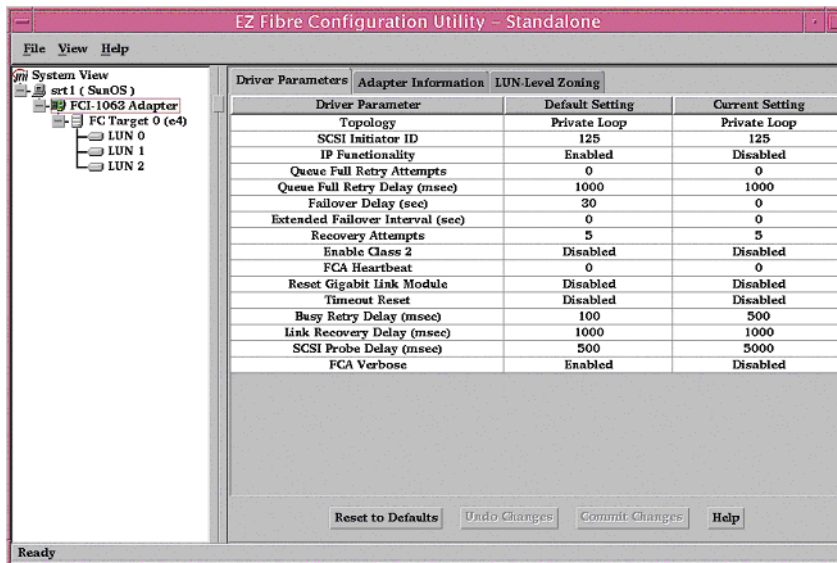 EZ Fibre Configuration Utility – Standalone
File View Help
System View
srt1 ( SunOS )
FCI-1063 Adapter
FC Target 0 (e4)
LUN 0
LUN 1
LUN 2
Driver Parameters Adapter Information LUN-Level Zoning
Driver Parameter Default Setting Current Setting
Topology Private Loop Private Loop
SCSI Initiator ID 125 125
IP Functionality Enabled Disabled
Queue Full Retry Attempts 0 0
Queue Full Retry Delay (msec) 1000 1000
Failover Delay (sec) 30 0
Extended Failover Interval (sec) 0 0
Recovery Attempts 5 5
Enable Class 2 Disabled Disabled
FCA Heartbeat 0 0
Reset Gigabit Link Module Disabled Disabled
Timeout Reset Disabled Disabled
Busy Retry Delay (msec) 100 500
Link Recovery Delay (msec) 1000 1000
SCSI Probe Delay (msec) 500 5000
FCA Verbose Enabled Disabled
Reset to Defaults Undo Changes Commit Changes Help
Ready